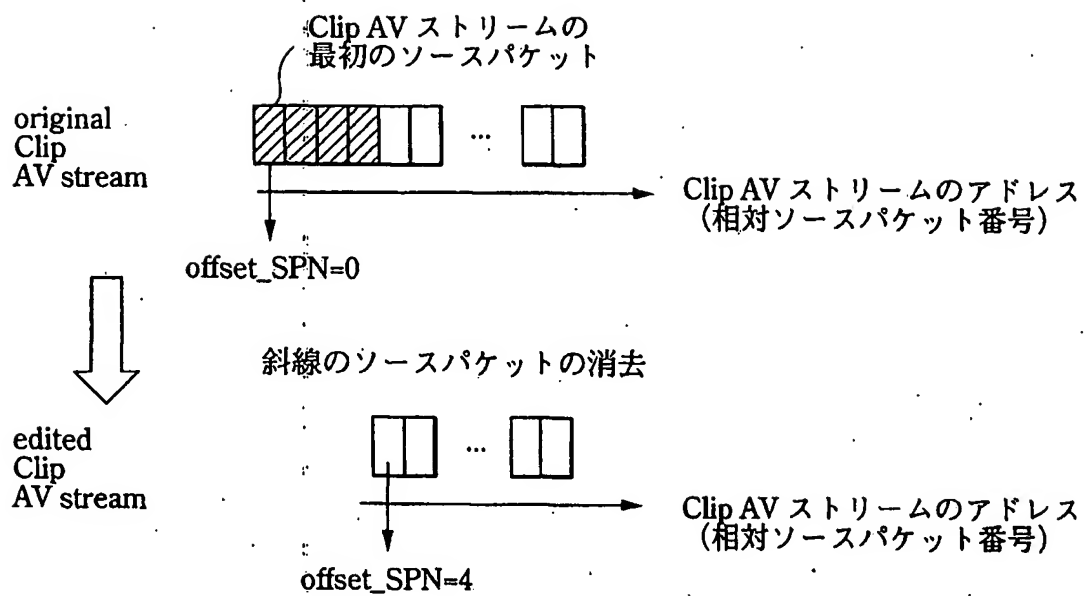 Clip AV ストリームの
最初のソースパケット
original
Clip
AV stream
...
Clip AV ストリームのアドレス
(相対ソースパケット番号)
offset_SPN=0
斜線のソースパケットの消去
edited
Clip
AV stream
...
Clip AV ストリームのアドレス
(相対ソースパケット番号)
offset_SPN=4